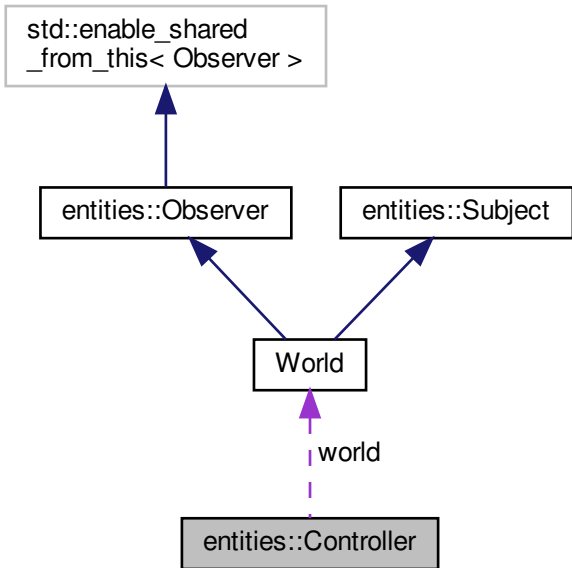 std::enable_shared
_from_this< Observer >
entities::Observer
entities::Subject
World
world
entities::Controller